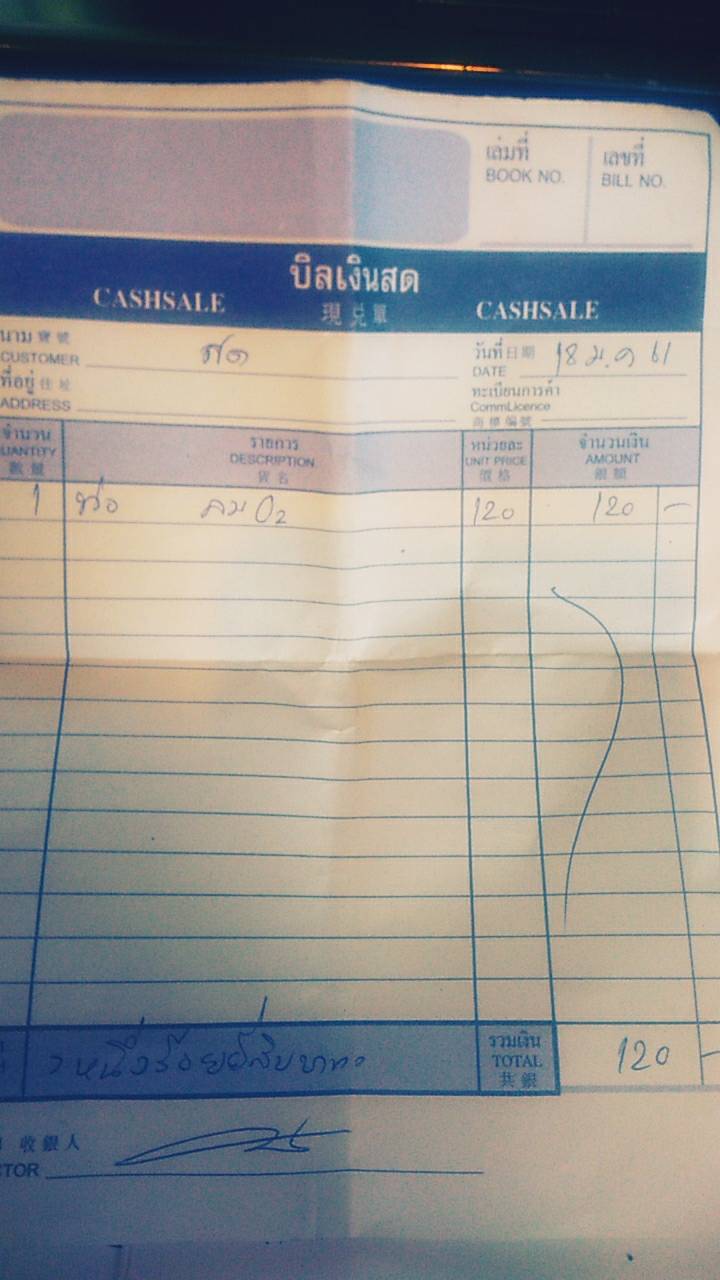 เล่มที่ เลขที่
BOOK NO. BILL NO.
บิลเงินสด
CASHSALE 現兌單 CASHSALE
นาม 寶號 วันที่ 日期
CUSTOMER สด DATE 18 ม.ค 61
ที่อยู่ 住址 ทะเบียนการค้า
ADDRESS CommLicence
商標編號
จำนวน รายการ หน่วยละ จำนวนเงิน
UANTITY DESCRIPTION UNIT PRICE AMOUNT
數量 貨名 價格 銀額
1 ท่อ ลม O2 120 120 -
รวมเงิน
หนึ่งร้อยยี่สิบบาท TOTAL 120 -
共銀
收銀人
CTOR